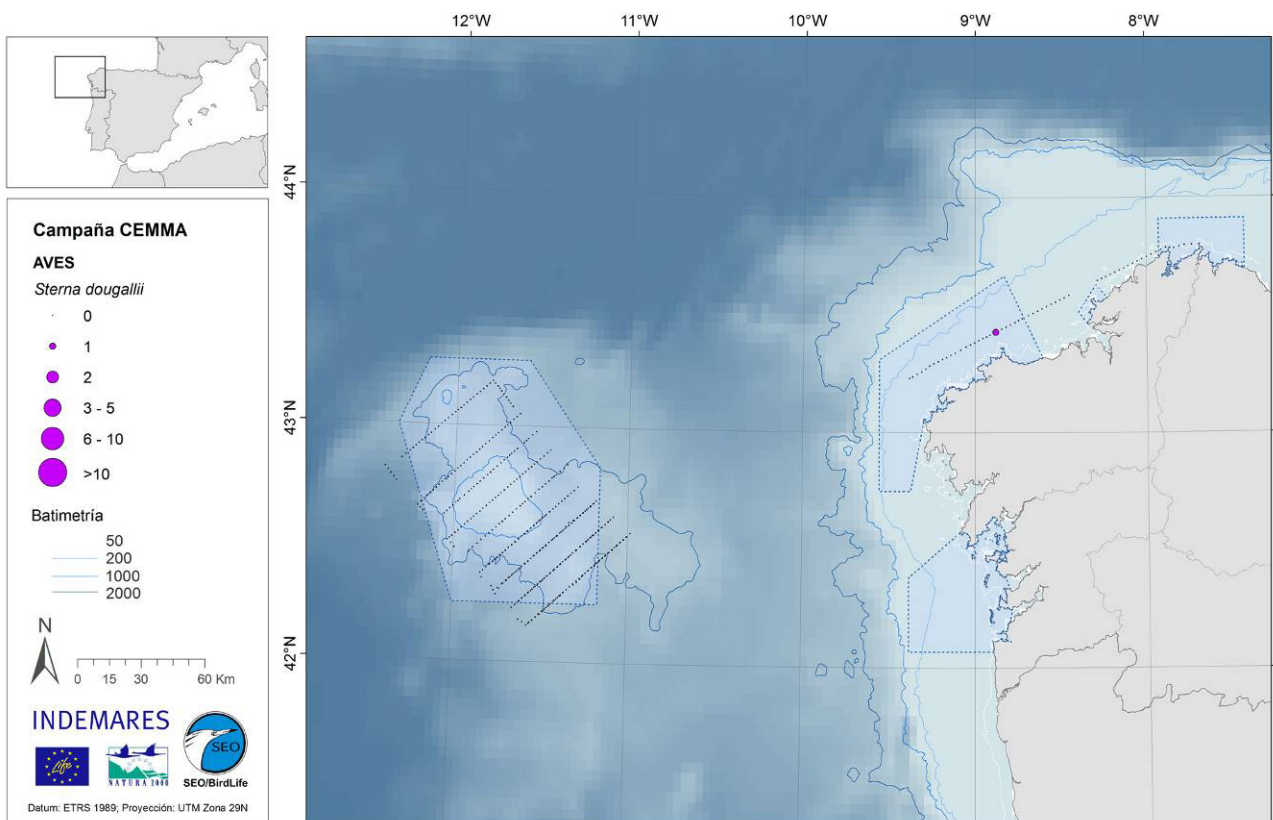 12°W 11°W 10°W 9°W 8°W
44°N
43°N
42°N
Campaña CEMMA
AVES
Sterna dougallii
0
1
2
3 - 5
6 - 10
>10
Batimetría
50
200
1000
2000
N
0 15 30 60 Km
INDEMARES
Life
NATURA 2000
SEO
SEO/BirdLife
Datum: ETRS 1989; Proyección: UTM Zona 29N